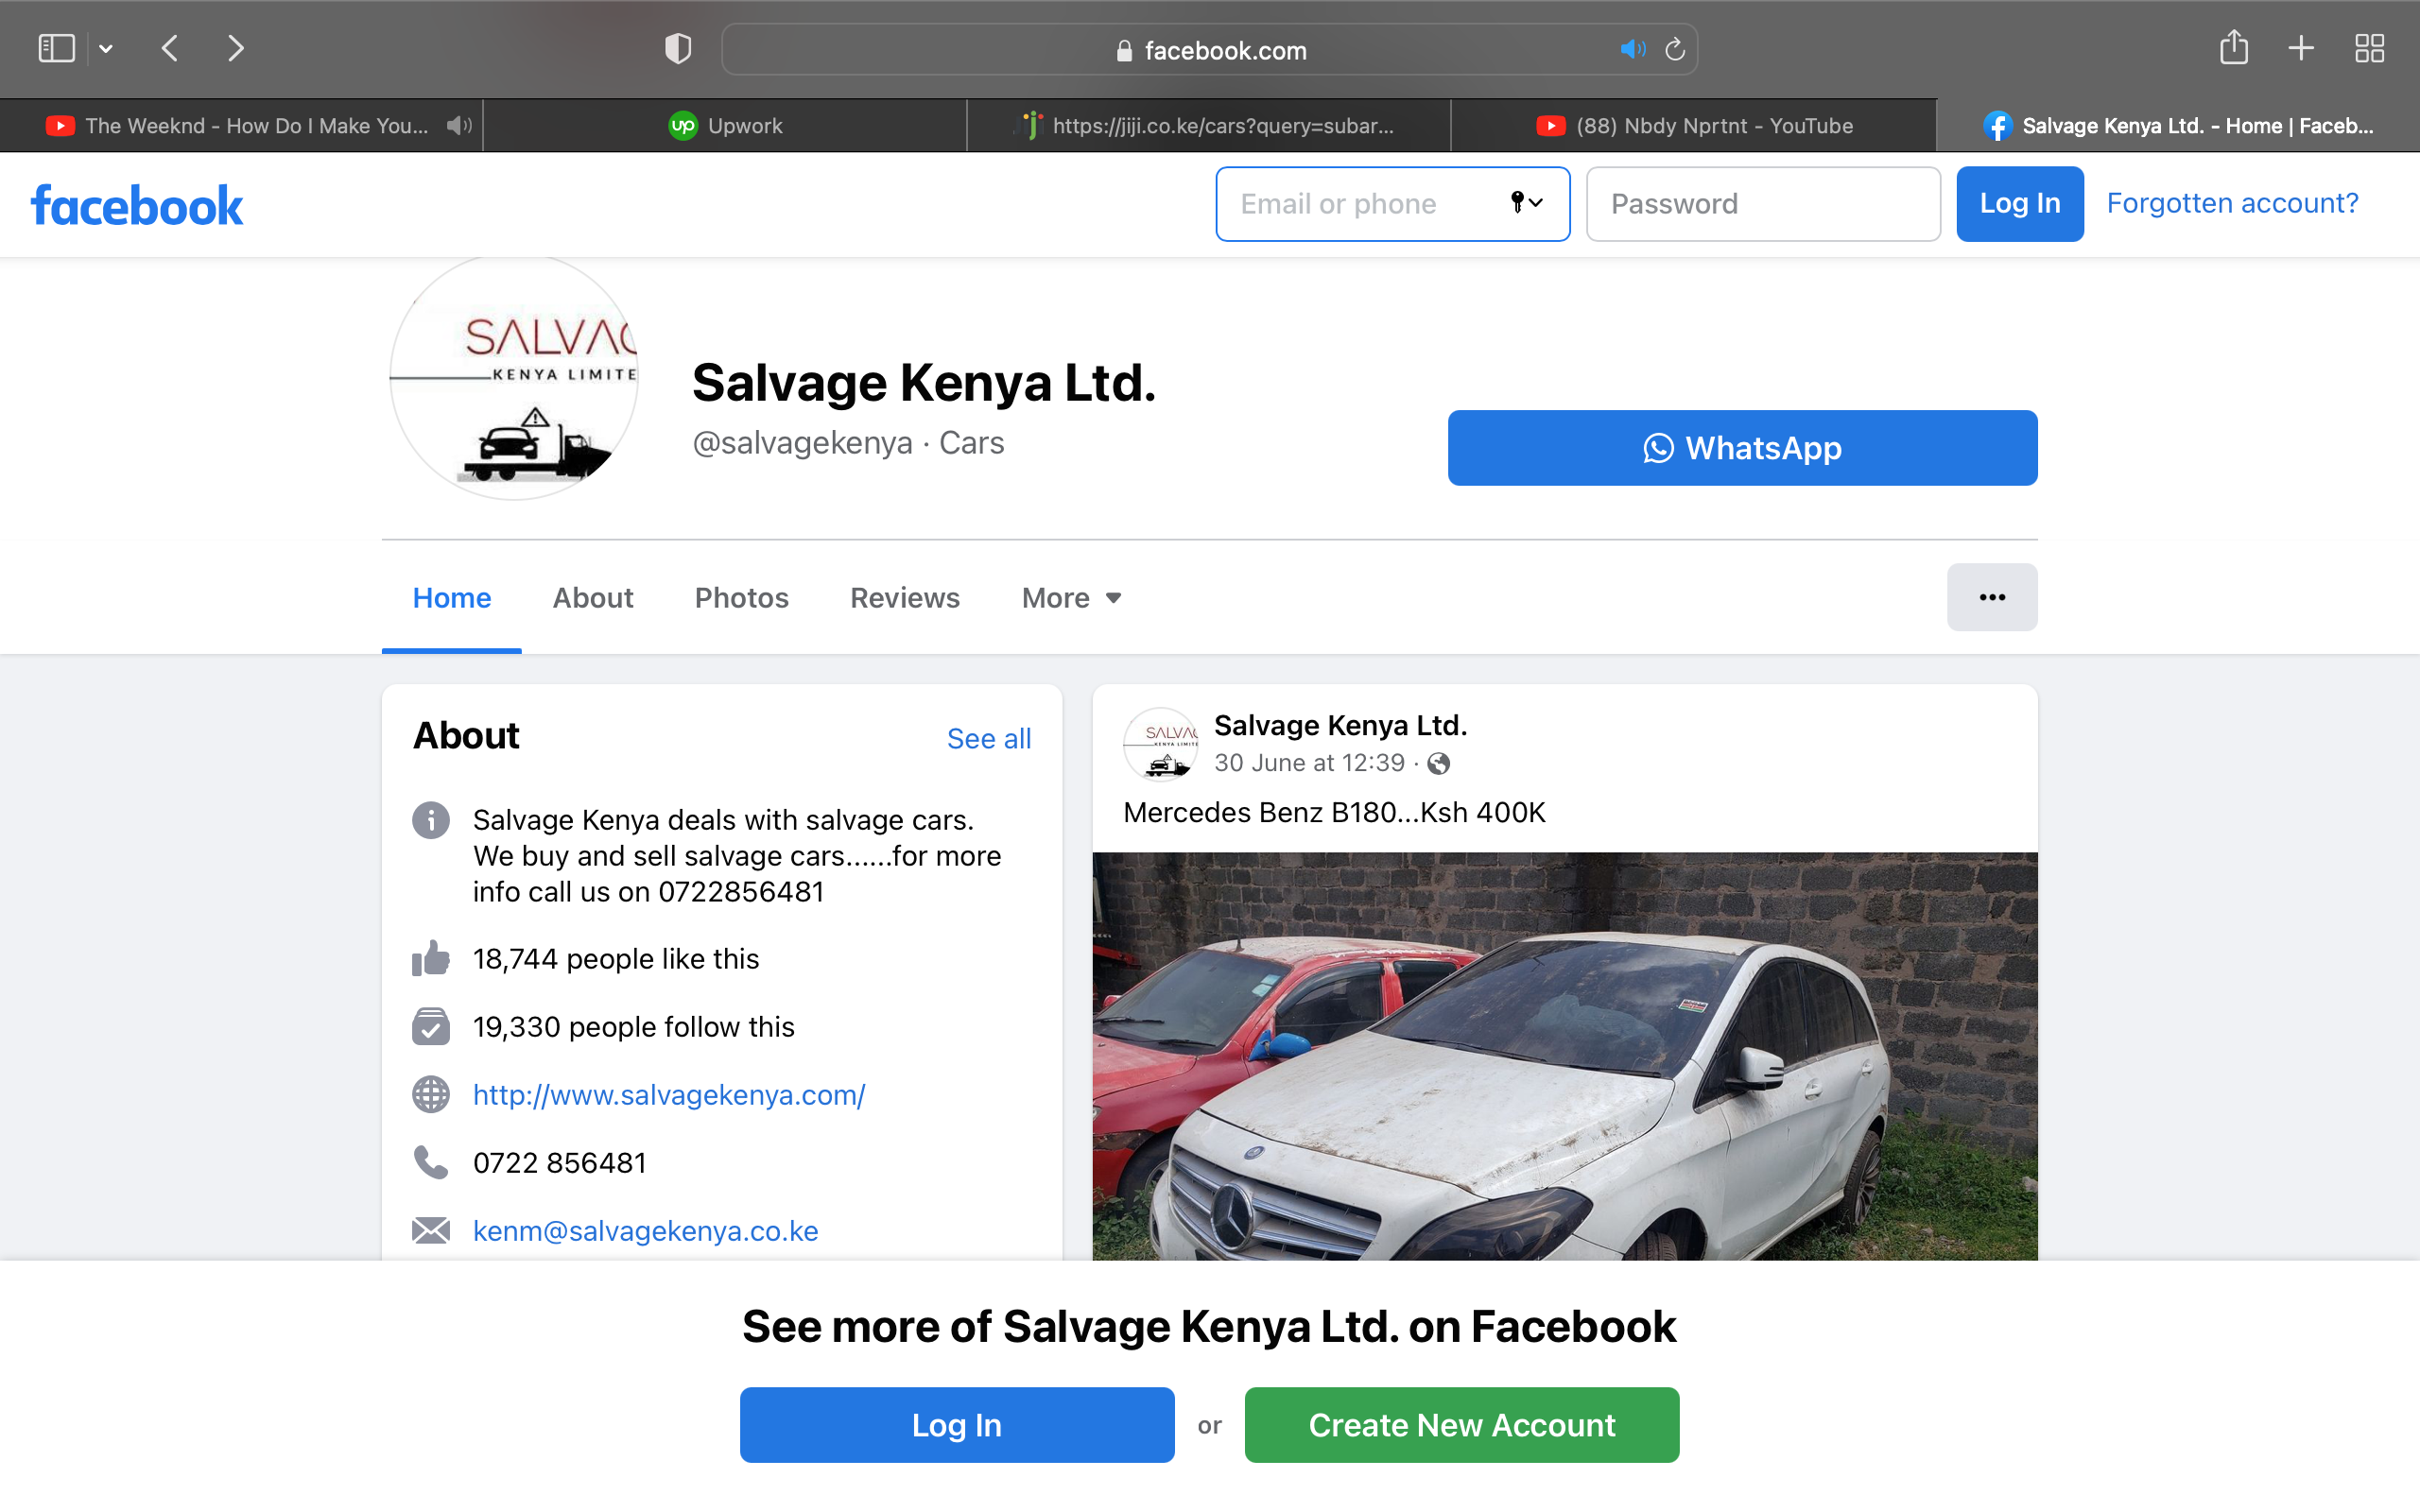 facebook.com
The Weeknd - How Do I Make You...
up Upwork
https://jiji.co.ke/cars?query=subar...
(88) Nbdy Nprtnt - YouTube
Salvage Kenya Ltd. - Home | Faceb...
facebook
Email or phone
Password
Log In
Forgotten account?
SALVAG
KENYA LIMITE
Salvage Kenya Ltd.
@salvagekenya · Cars
WhatsApp
Home
About
Photos
Reviews
More
About
See all
Salvage Kenya deals with salvage cars.
We buy and sell salvage cars......for more
info call us on 0722856481
18,744 people like this
19,330 people follow this
http://www.salvagekenya.com/
0722 856481
kenm@salvagekenya.co.ke
SALVAG
KENYA LIMITE
Salvage Kenya Ltd.
30 June at 12:39 ·
Mercedes Benz B180...Ksh 400K
See more of Salvage Kenya Ltd. on Facebook
Log In
or
Create New Account